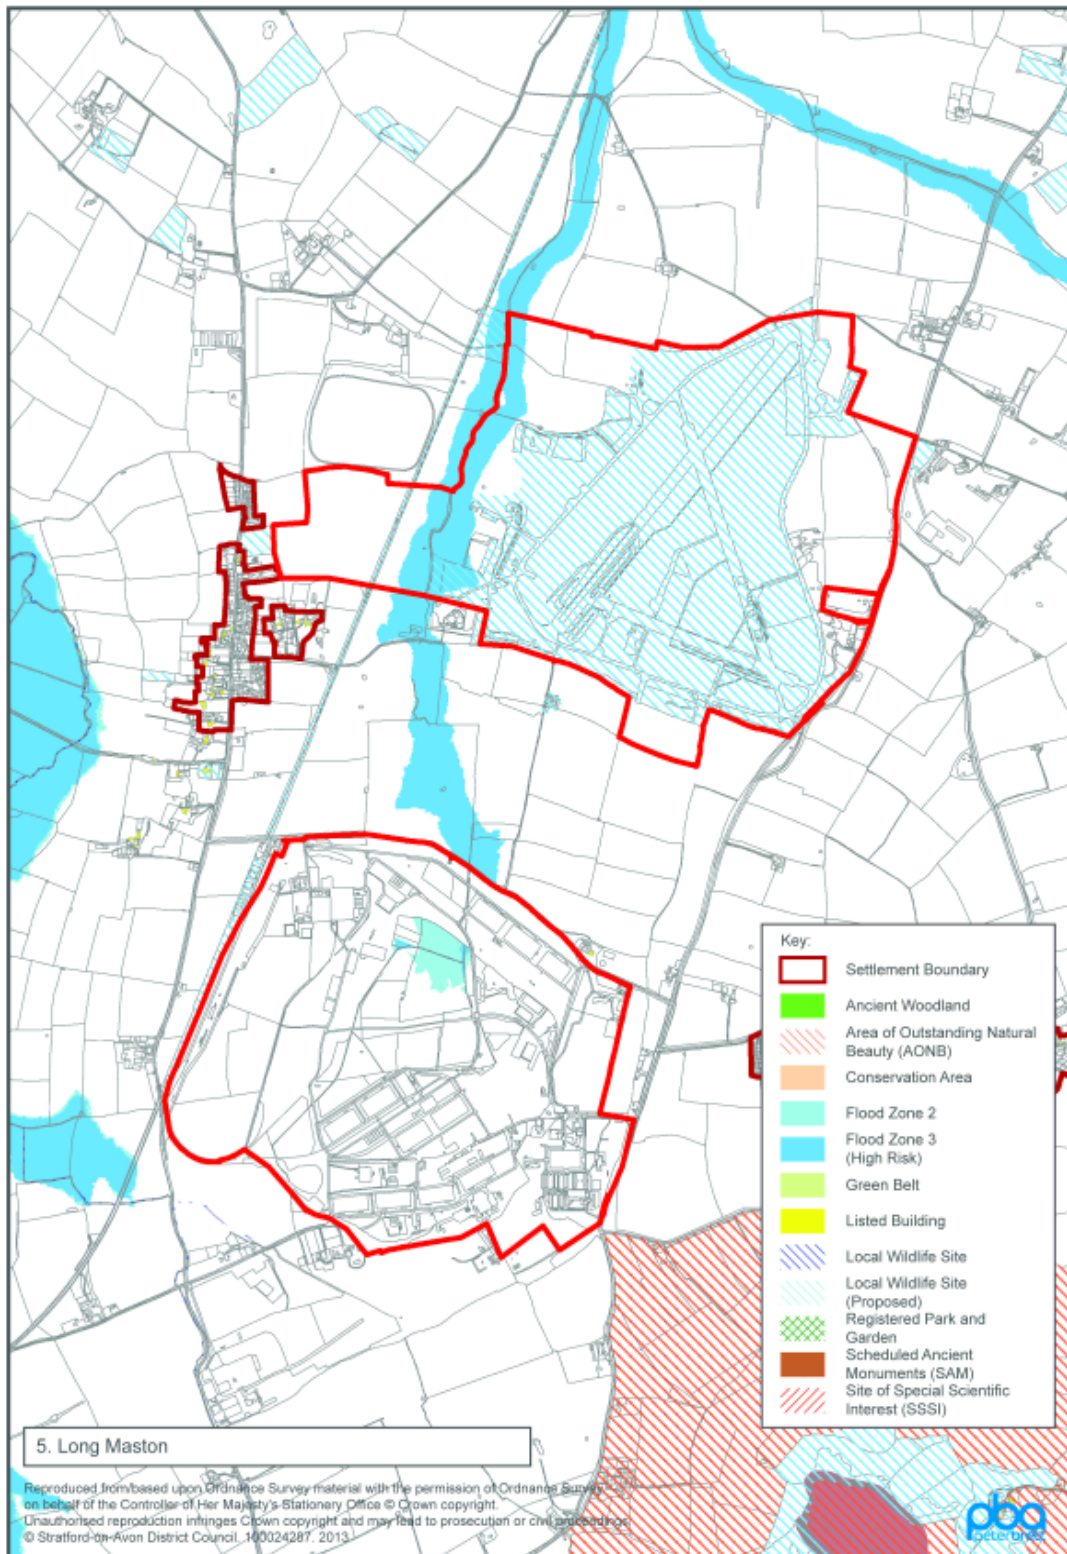 Key:
Settlement Boundary
Ancient Woodland
Area of Outstanding Natural
Beauty (AONB)
Conservation Area
Flood Zone 2
Flood Zone 3
(High Risk)
Green Belt
Listed Building
Local Wildlife Site
Local Wildlife Site
(Proposed)
Registered Park and
Garden
Scheduled Ancient
Monuments (SAM)
Site of Special Scientific
Interest (SSSI)
5. Long Maston
Reproduced from/based upon Ordnance Survey material with the permission of Ordnance Survey
on behalf of the Controller of Her Majesty's Stationery Office © Crown copyright.
Unauthorised reproduction infringes Crown copyright and may lead to prosecution or civil proceedings
© Stratford-on-Avon District Council. 100024287. 2013
pba
peterbrett